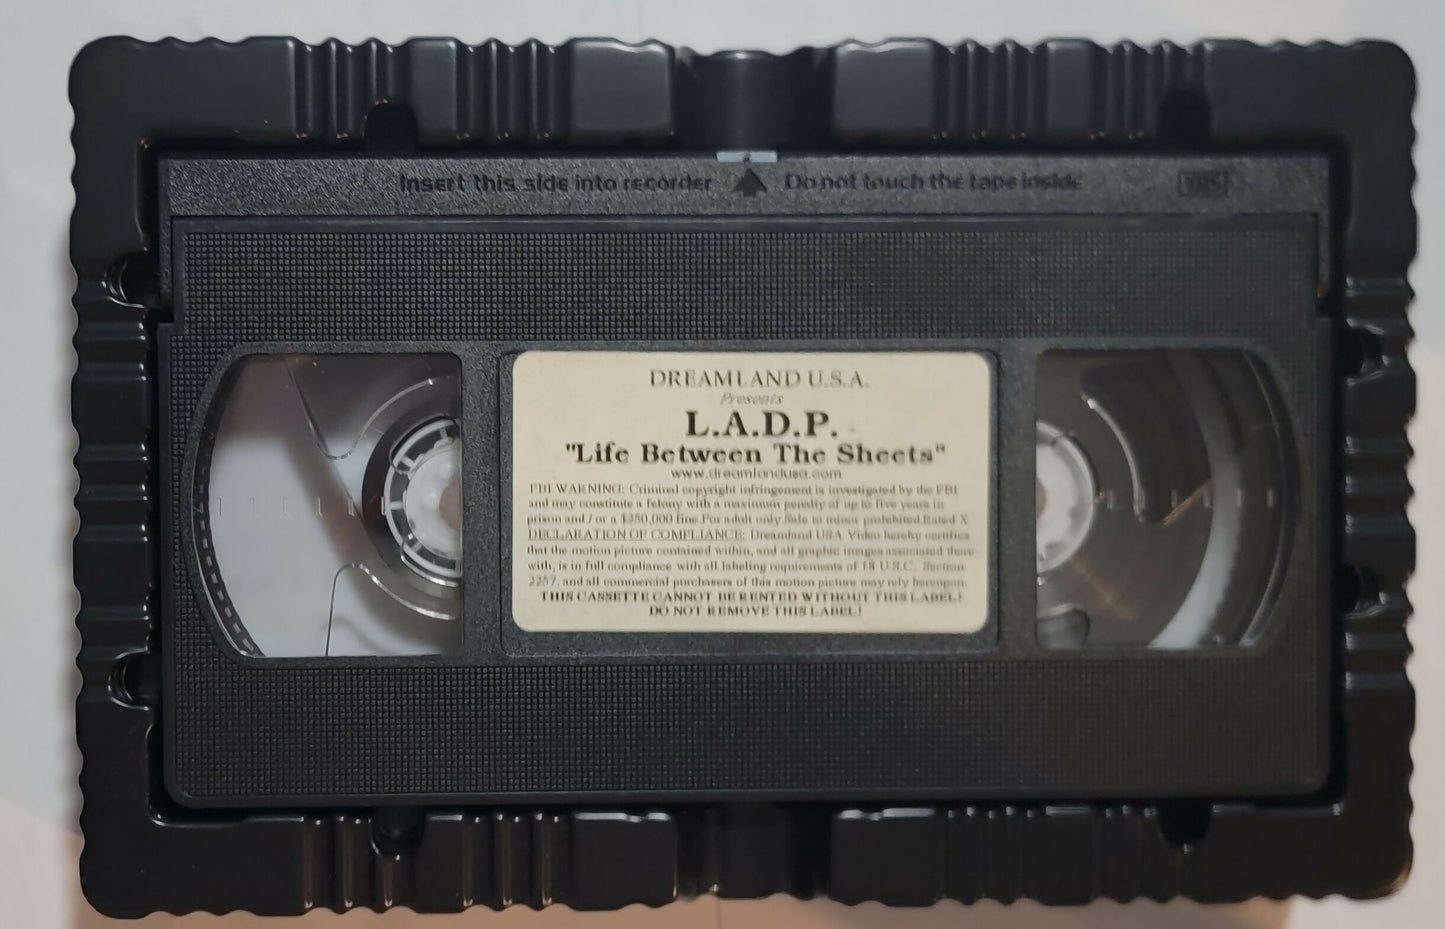 Insert this side into recorder Do not touch the tape inside VHS
DREAMLAND U.S.A.
Presents
L.A.D.P.
"Life Between The Sheets"
www.dreamlandusa.com
FBI WARNING: Criminal copyright infringement is investigated by the FBI
and may constitute a felony with a maximum penalty of up to five years in
prison and / or a $250,000 fine.For adult only.Sale to minor prohibited.Rated X
DECLARATION OF COMPLIANCE: Dreamland USA Video hereby certifies
that the motion picture contained within, and all graphic images associated there-
with, is in full compliance with all labeling requirements of 18 U.S.C. Section
2257, and all commercial purchasers of this motion picture may rely hereupon.
THIS CASSETTE CANNOT BE RENTED WITHOUT THIS LABEL!
DO NOT REMOVE THIS LABEL!